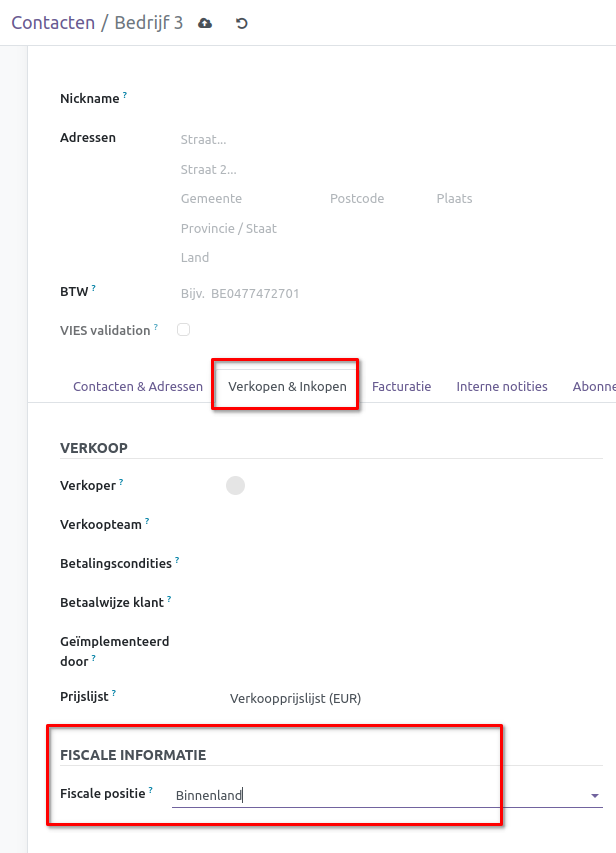 Contacten / Bedrijf 3
Nickname ?
Adressen
Straat...
Straat 2...
Gemeente Postcode Plaats
Provincie / Staat
Land
BTW ? Bijv. BE0477472701
VIES validation ?
Contacten & Adressen Verkopen & Inkopen Facturatie Interne notities Abonne
VERKOOP
Verkoper ?
Verkoopteam ?
Betalingscondities ?
Betaalwijze klant ?
Geïmplementeerd
door ?
Prijslijst ? Verkoopprijslijst (EUR)
FISCALE INFORMATIE
Fiscale positie ? Binnenland